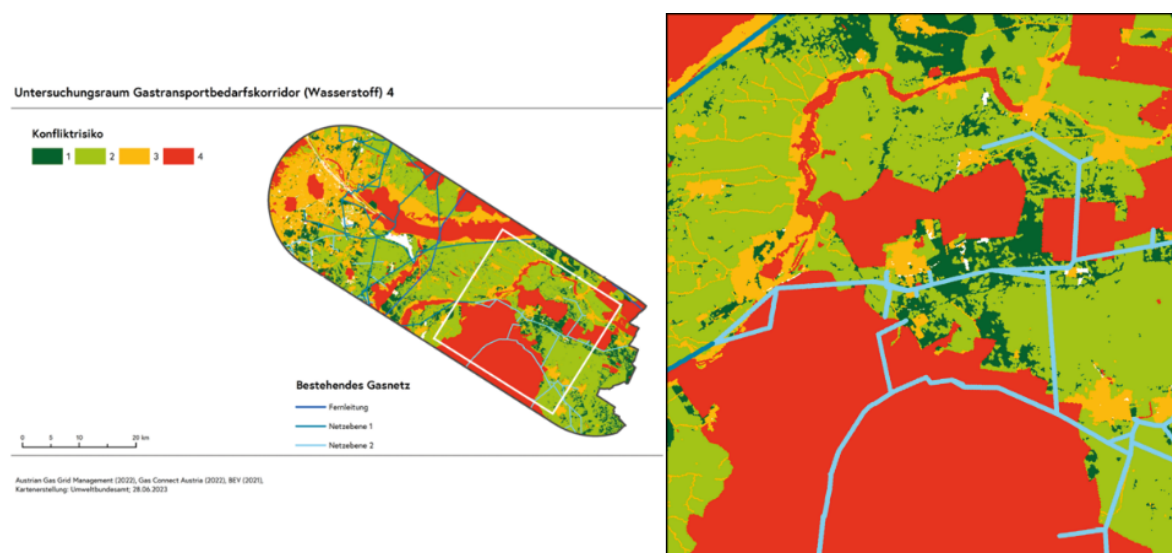 Untersuchungsraum Gastransportbedarfskorridor (Wasserstoff) 4
Konfliktrisiko
1 2 3 4
Bestehendes Gasnetz
Fernleitung
Netzebene 1
Netzebene 2
0 5 10 20 km
Austrian Gas Grid Management (2022), Gas Connect Austria (2022), BEV (2021),
Kartenerstellung: Umweltbundesamt; 28.06.2023